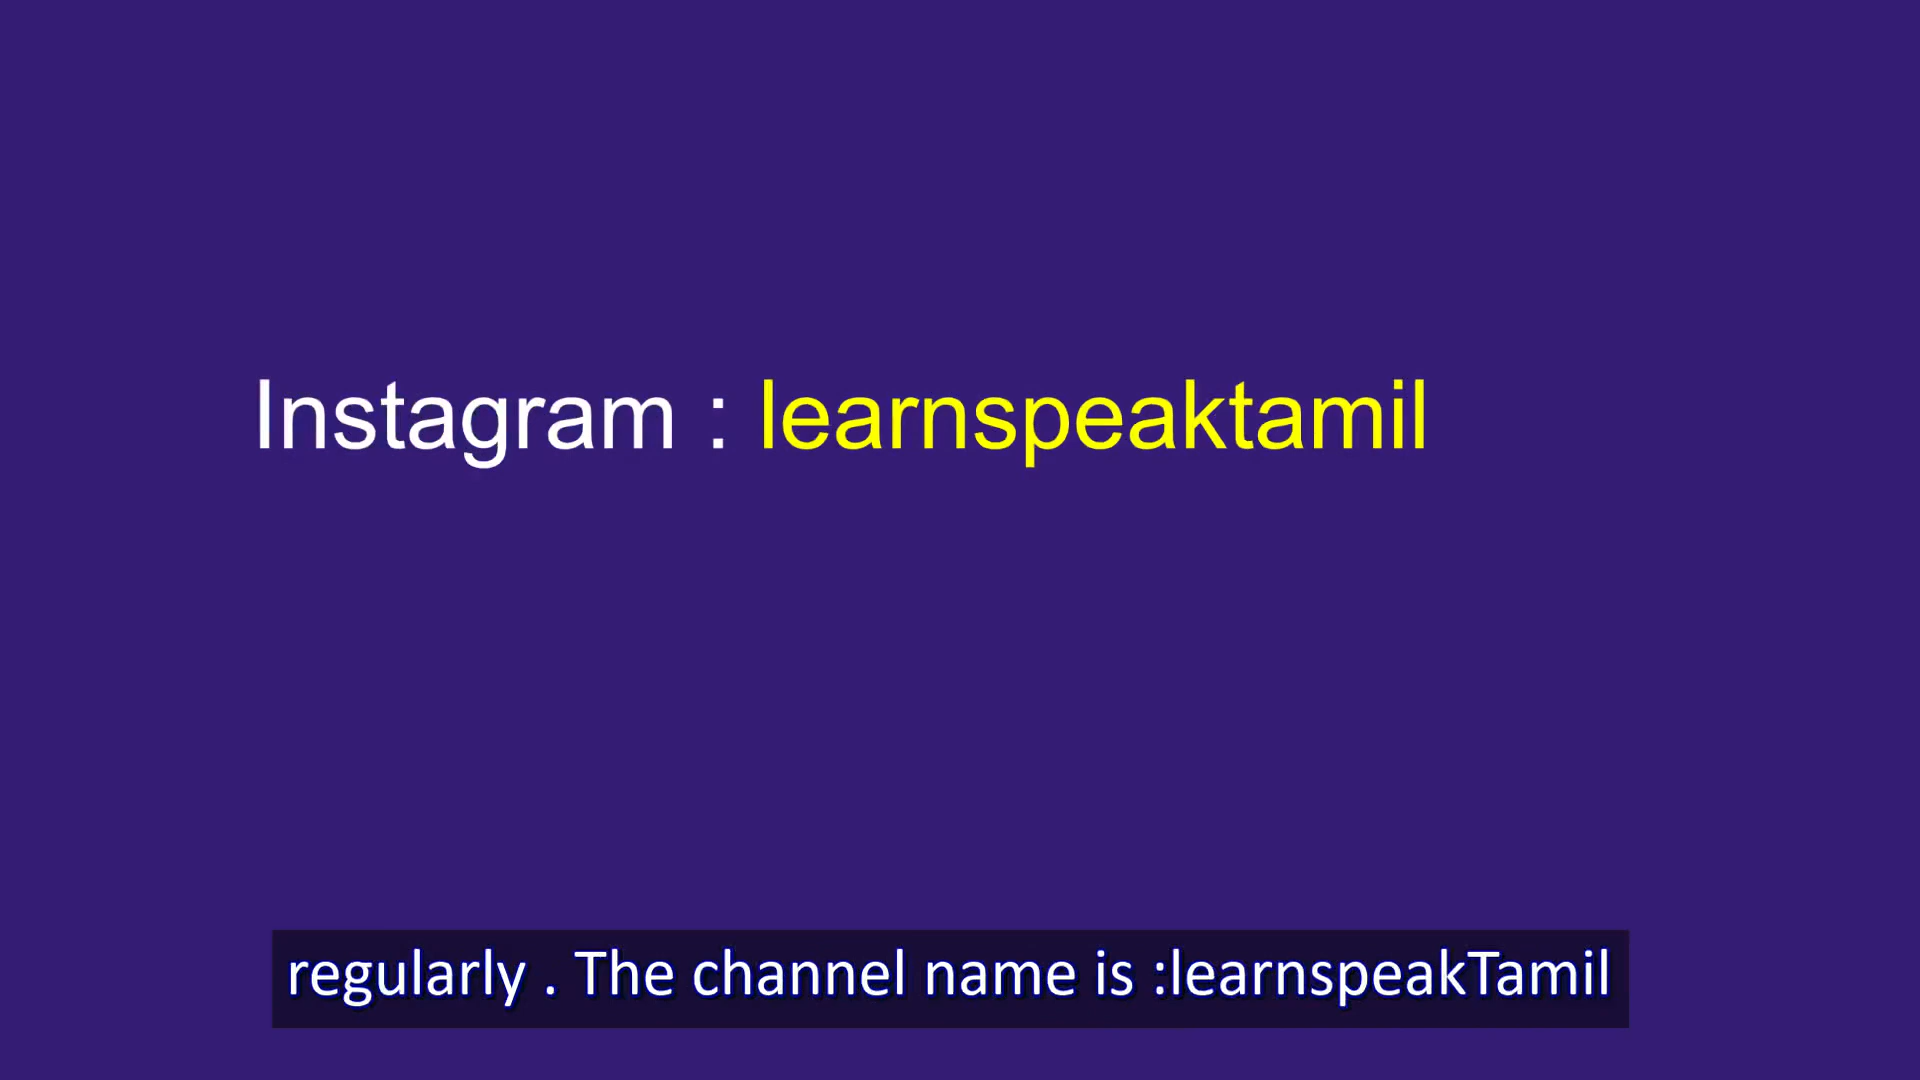 Instagram : learnspeaktamil
regularly . The channel name is :learnspeakTamil